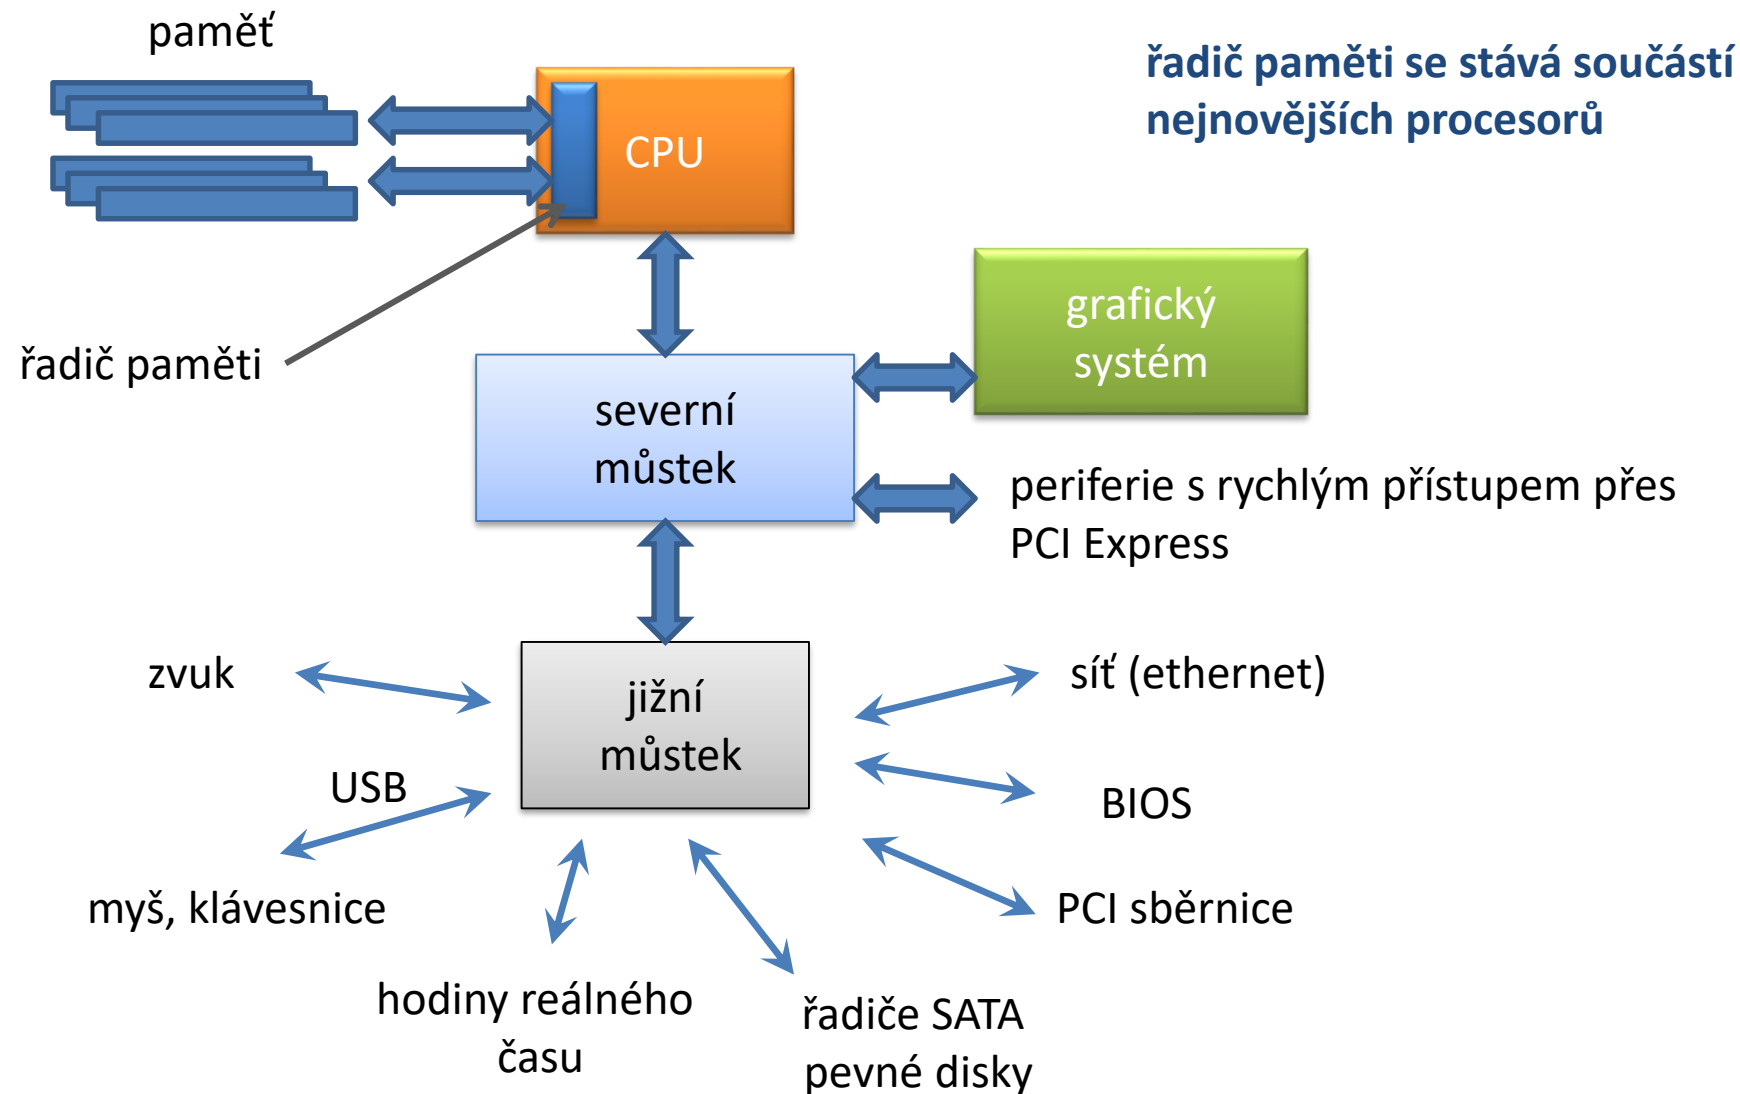 paměť
řadič paměti se stává součástí
nejnovějších procesorů
CPU
grafický
systém
řadič paměti
severní
můstek
periferie s rychlým přístupem přes
PCI Express
zvuk
jižní
můstek
síť (ethernet)
USB
BIOS
myš, klávesnice
PCI sběrnice
hodiny reálného
času
řadiče SATA
pevné disky